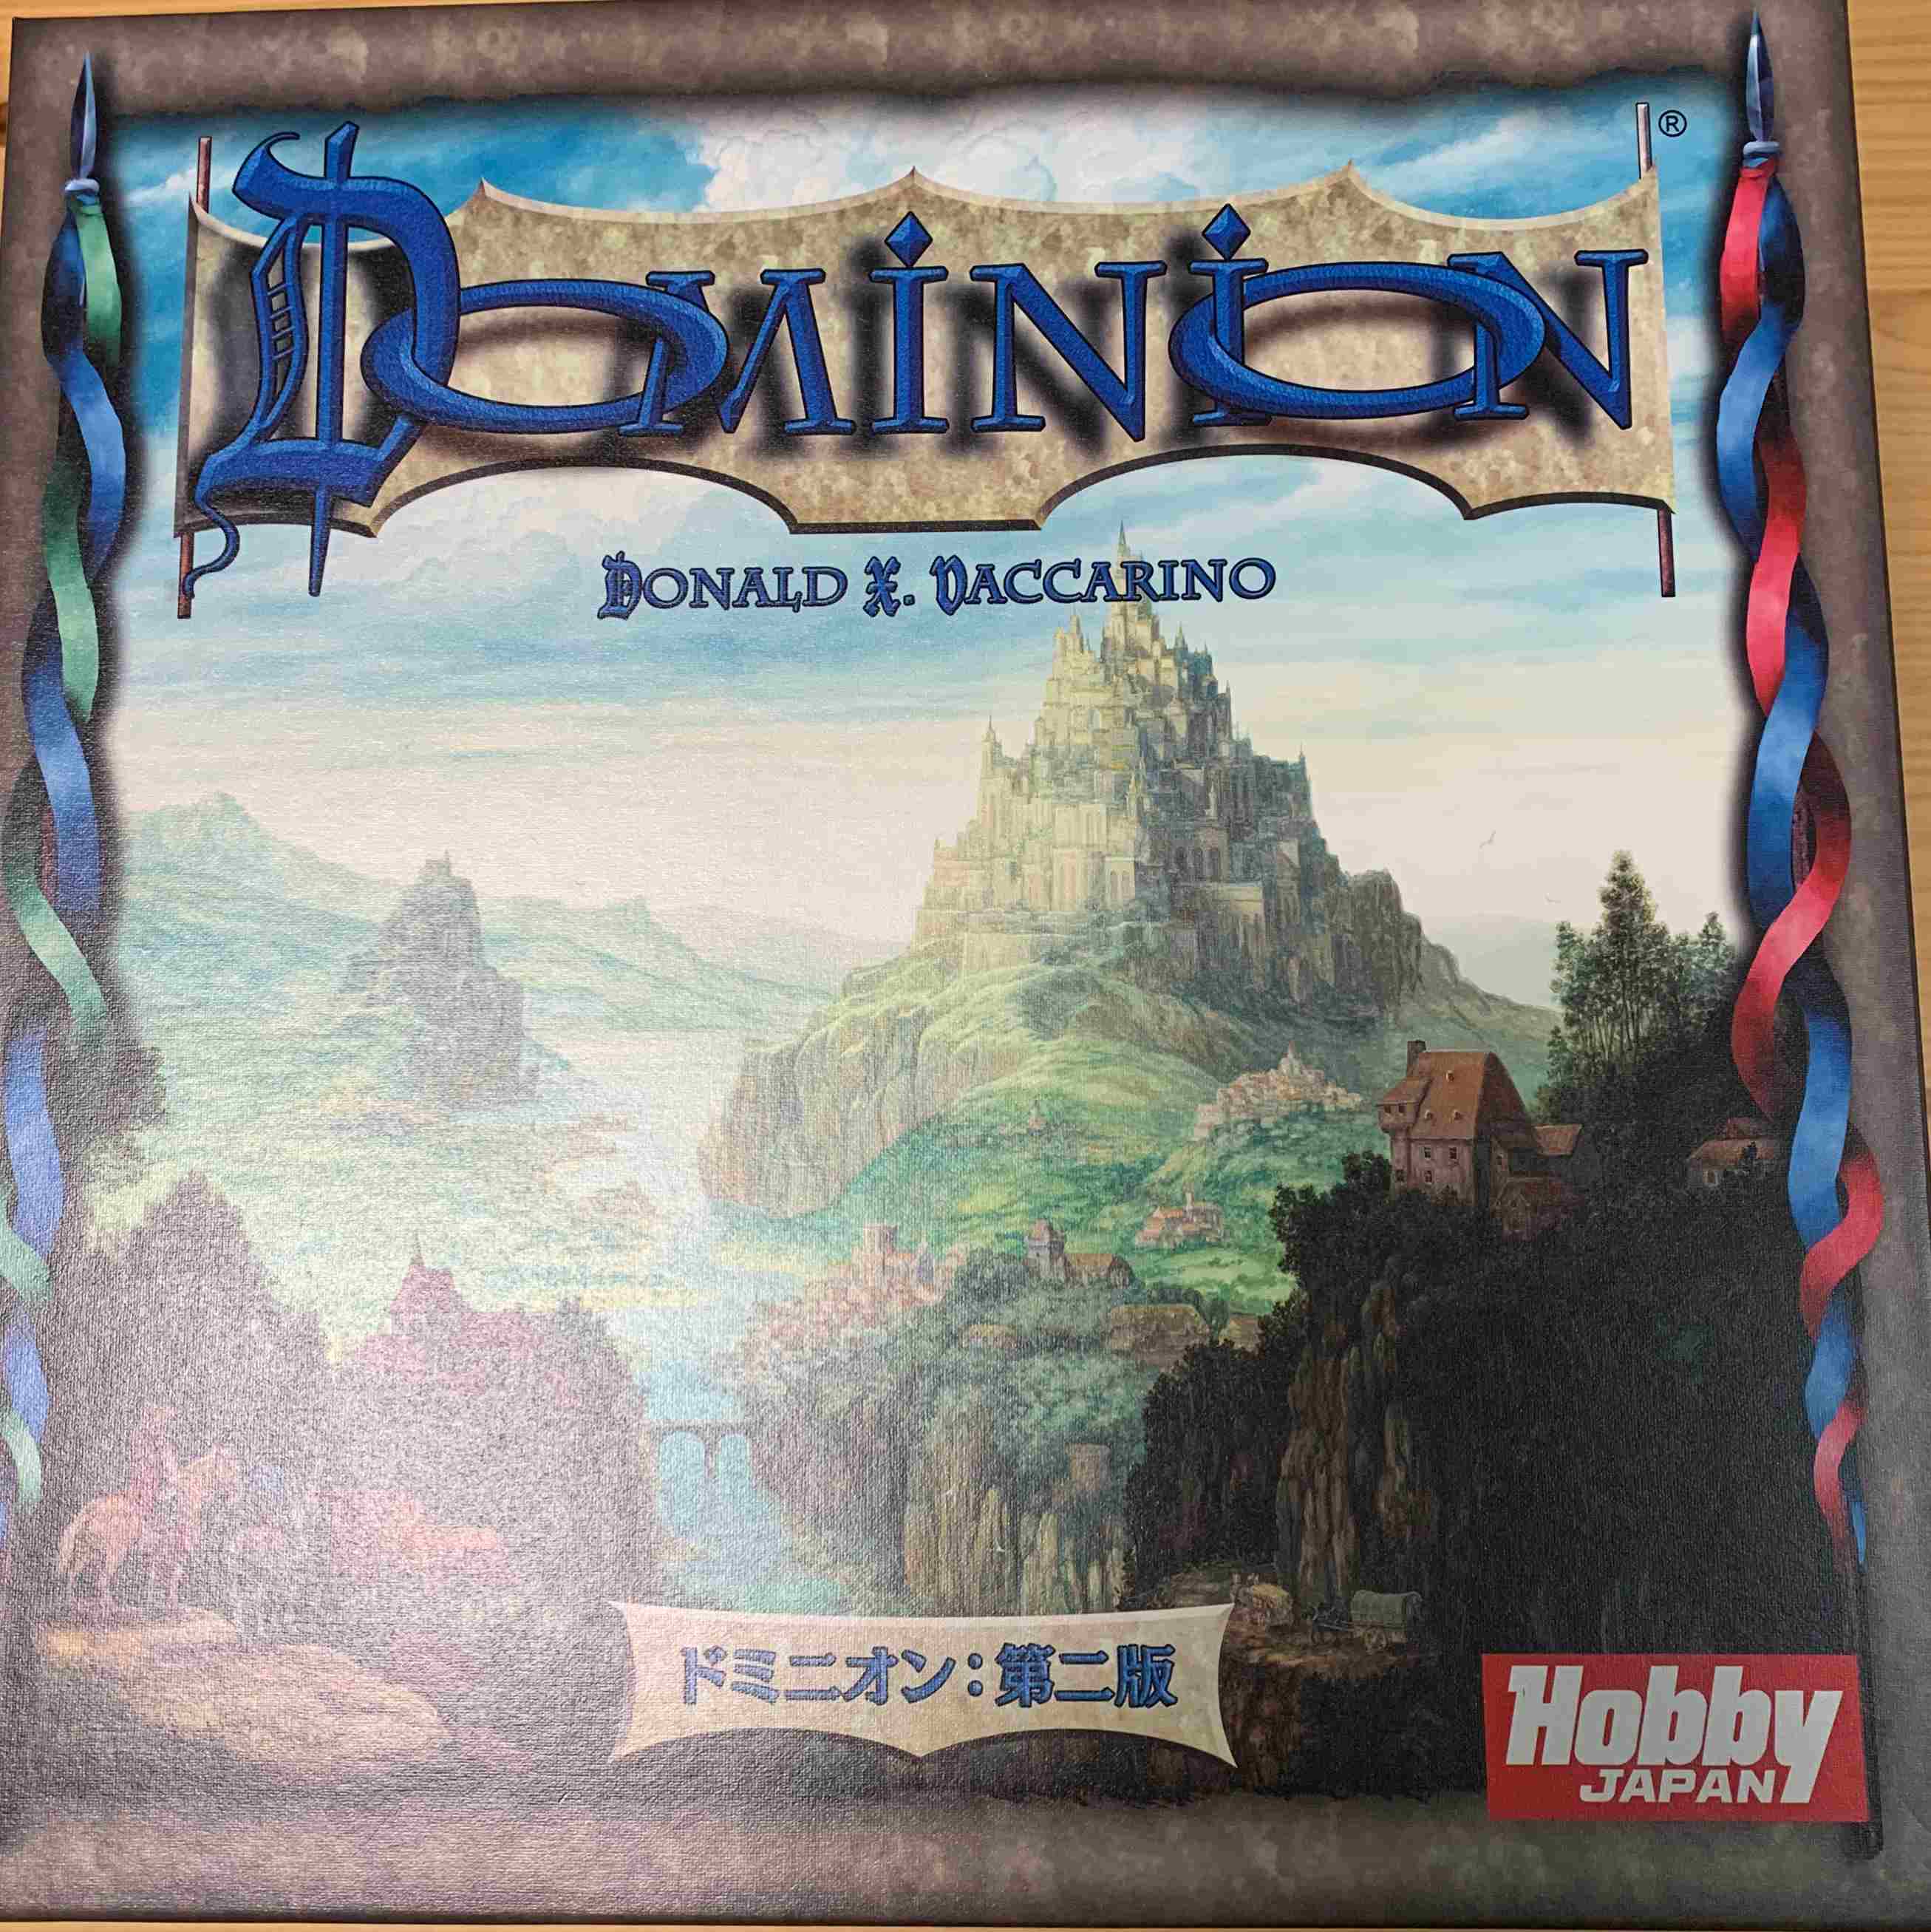 DOMINION
®
DONALD X. VACCARINO
ドミニオン：第二版
Hobby
JAPAN